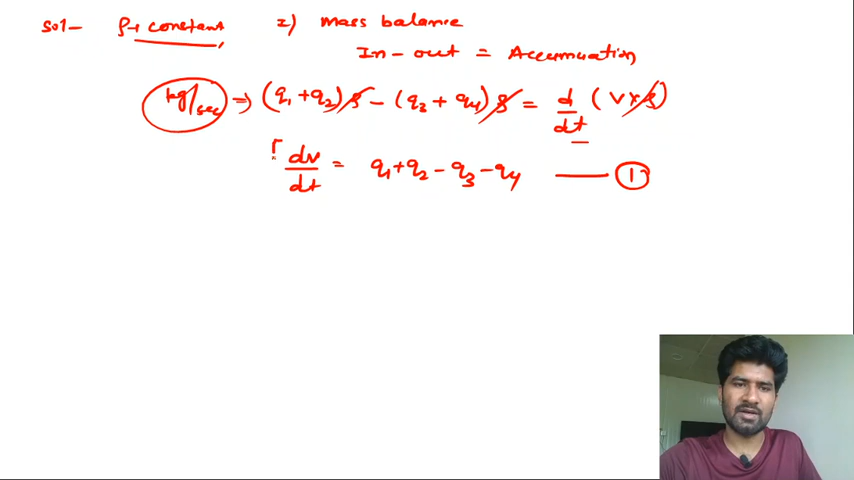 Sol- ρ → constant, 2) Mass balance
In - out = Accumuation
kg/sec ⇒ (q1 + q2)ρ - (q3 + q4)ρ = d/dt (V×ρ)
dv/dt = q1 + q2 - q3 - q4 —— ①